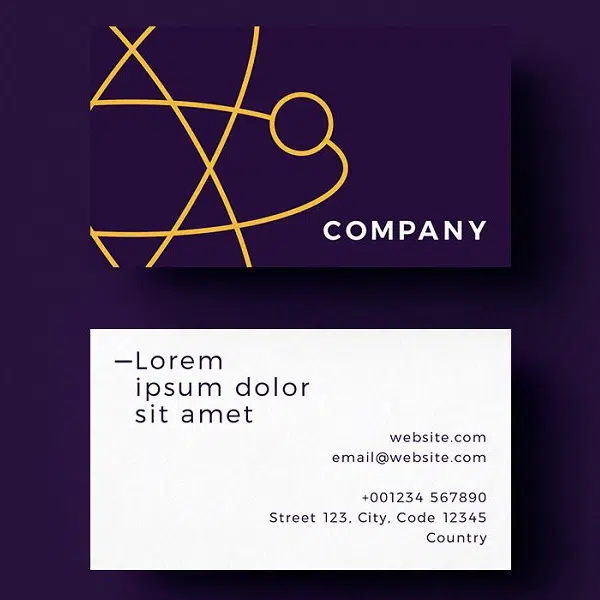 COMPANY
—Lorem
ipsum dolor
sit amet
website.com
email@website.com
+001234 567890
Street 123, City, Code 12345
Country